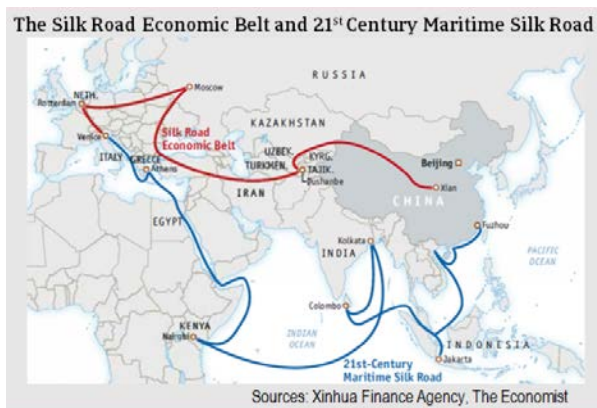 The Silk Road Economic Belt and 21st Century Maritime Silk Road
RUSSIA
Moscow
NETH.
Rotterdam
KAZAKHSTAN
Silk Road
Economic Belt
Venice
ITALY
GREECE
Athens
UZBEK.
KYRG.
TURKMEN.
TAJIK.
Dushanbe
Beijing
Xian
CHINA
IRAN
EGYPT
Kolkata
INDIA
Fuzhou
PACIFIC
OCEAN
Colombo
KENYA
Nairobi
INDIAN
OCEAN
INDONESIA
Jakarta
21st-Century
Maritime Silk Road
Sources: Xinhua Finance Agency, The Economist